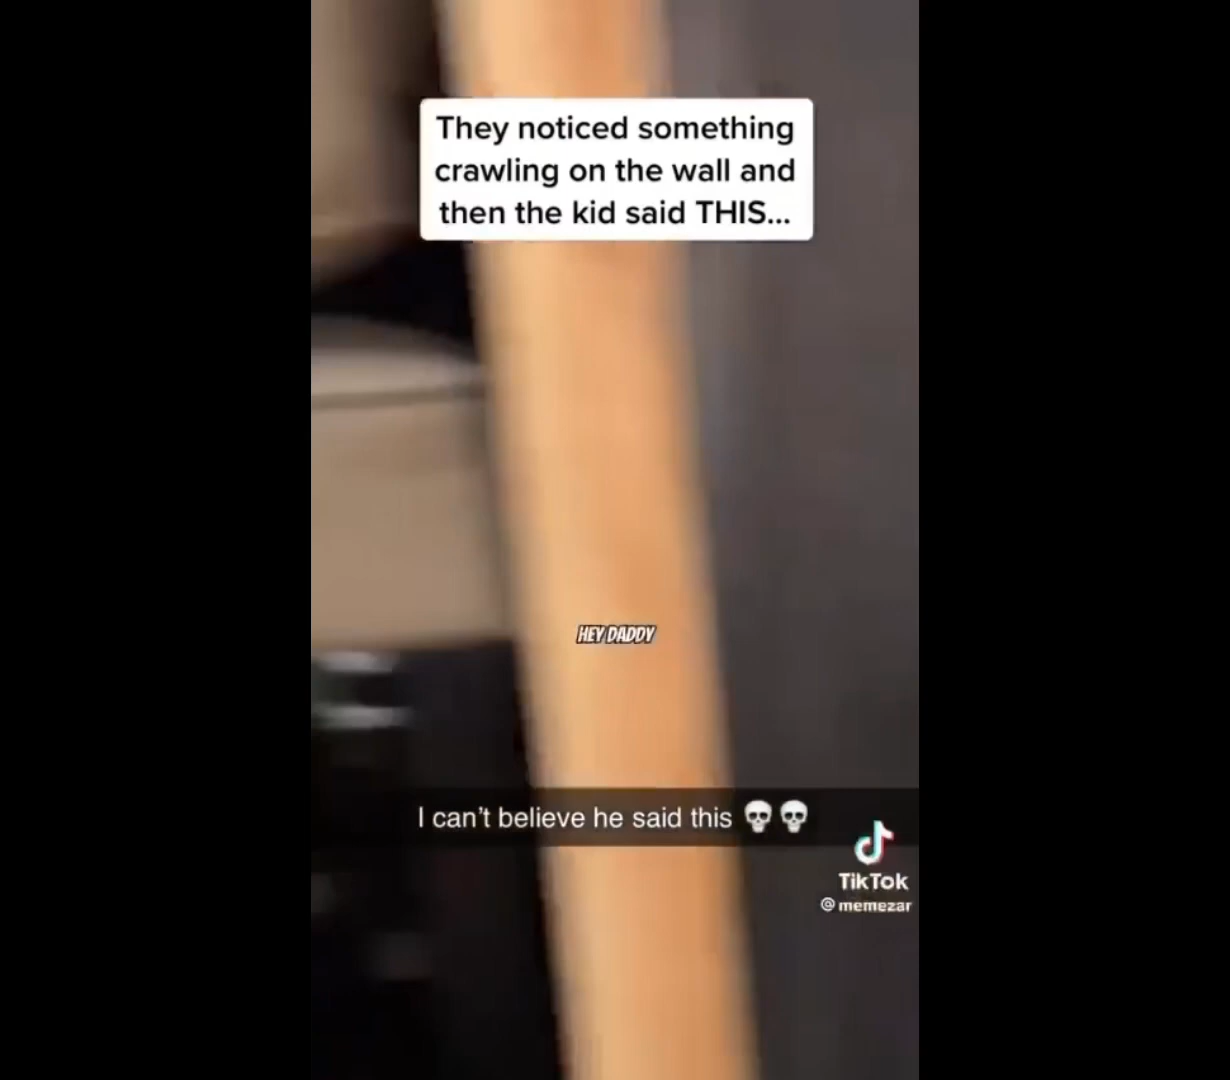 They noticed something
crawling on the wall and
then the kid said THIS...
HEY DADDY
I can't believe he said this 💀💀
TikTok
@memezar